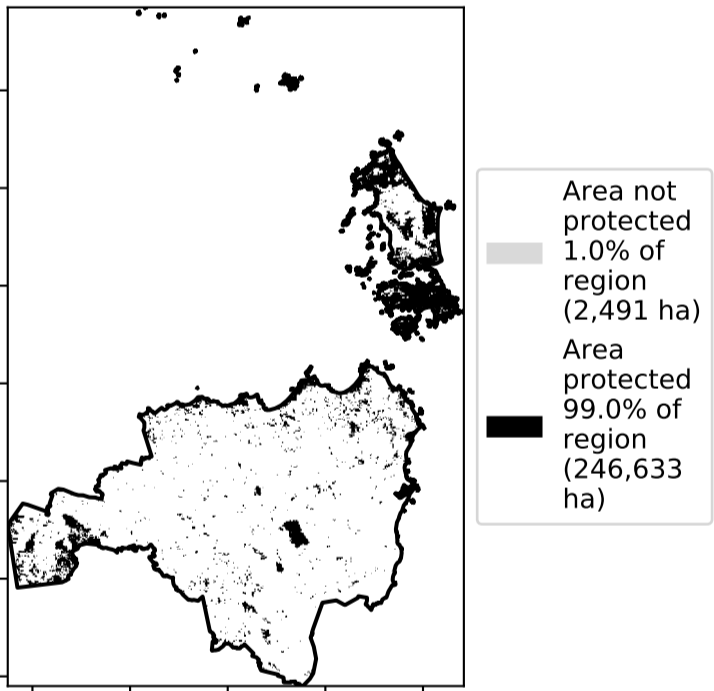 Area not
protected
1.0% of
region
(2,491 ha)
Area
protected
99.0% of
region
(246,633
ha)